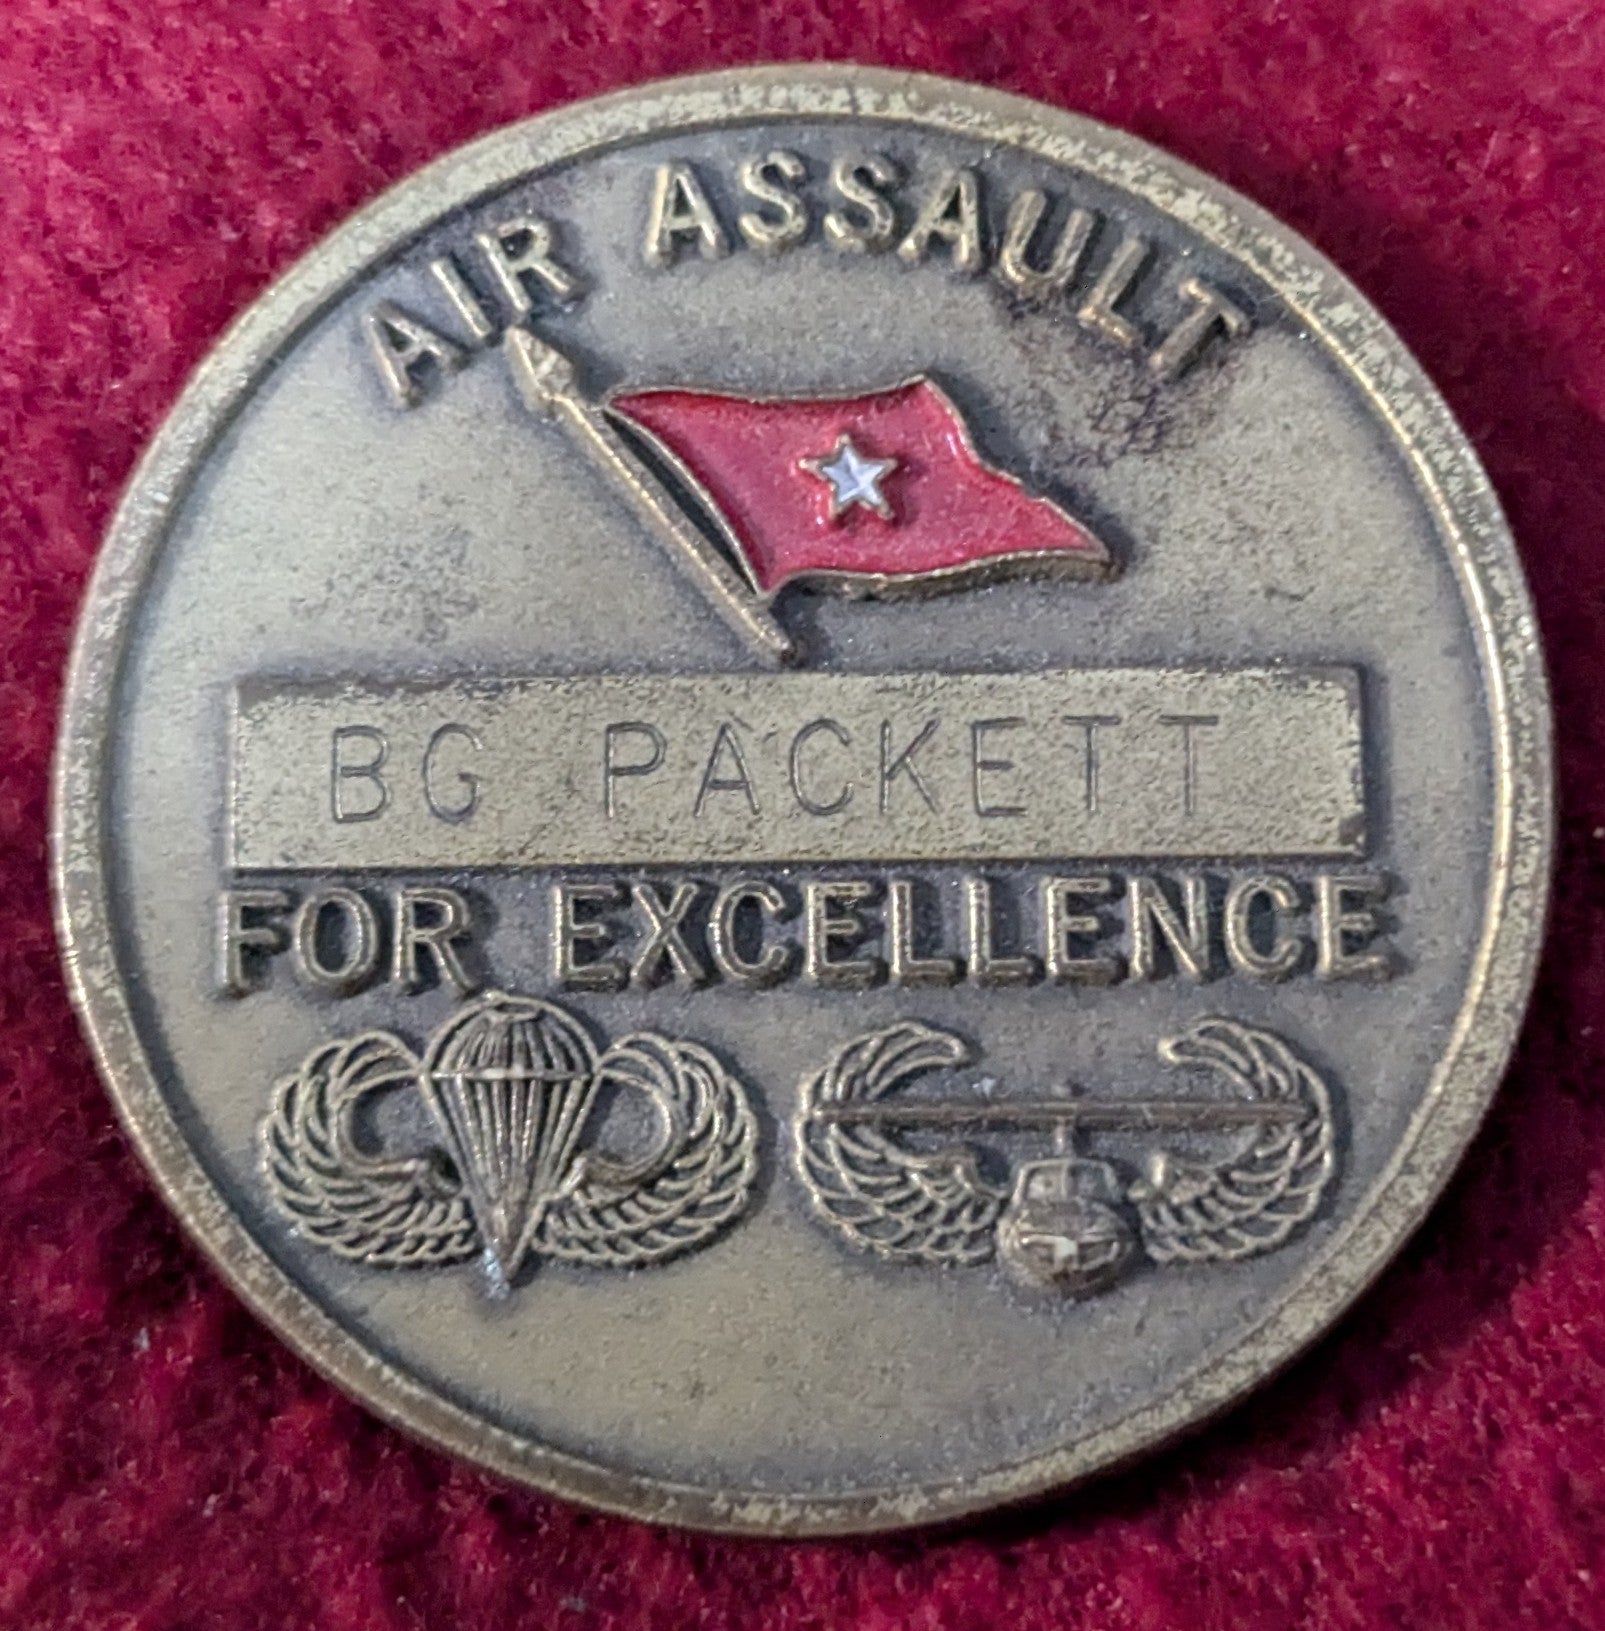 AIR ASSAULT
BG PACKETT
FOR EXCELLENCE